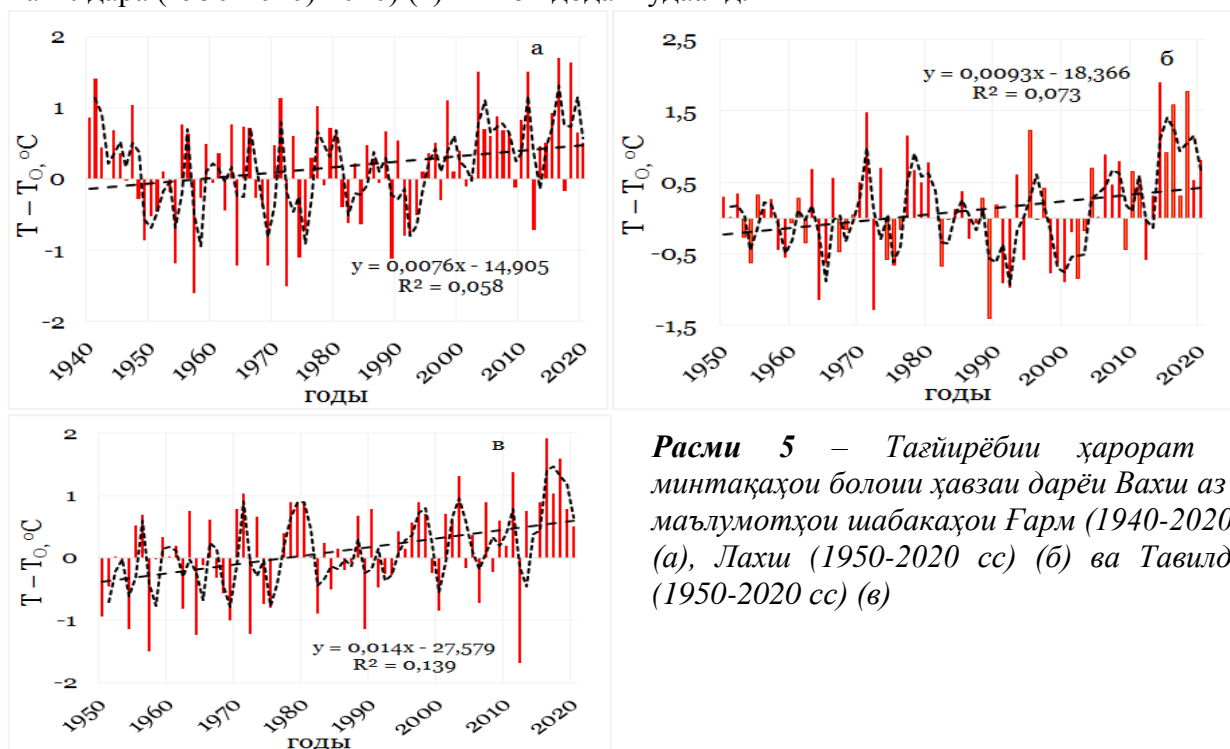 2
а
1
0
-1
-2
T – T₀, °C
y = 0,0076x - 14,905
R² = 0,058
1940
1950
1960
1970
1980
1990
2000
2010
2020
годы
2,5
б
1,5
0,5
-0,5
-1,5
T – T₀, °C
y = 0,0093x - 18,366
R² = 0,073
1950
1960
1970
1980
1990
2000
2010
2020
годы
2
в
1
0
-1
-2
T – T₀, °C
y = 0,014x - 27,579
R² = 0,139
1950
1960
1970
1980
1990
2000
2010
2020
годы
Расми 5 – Тағйирёбии ҳарорат
минтақаҳои болоии ҳавзаи дарёи Вахш аз
маълумотҳои шабакаҳои Ғарм (1940-2020
(а), Лахш (1950-2020 сс) (б) ва Тавилд
(1950-2020 сс) (в)